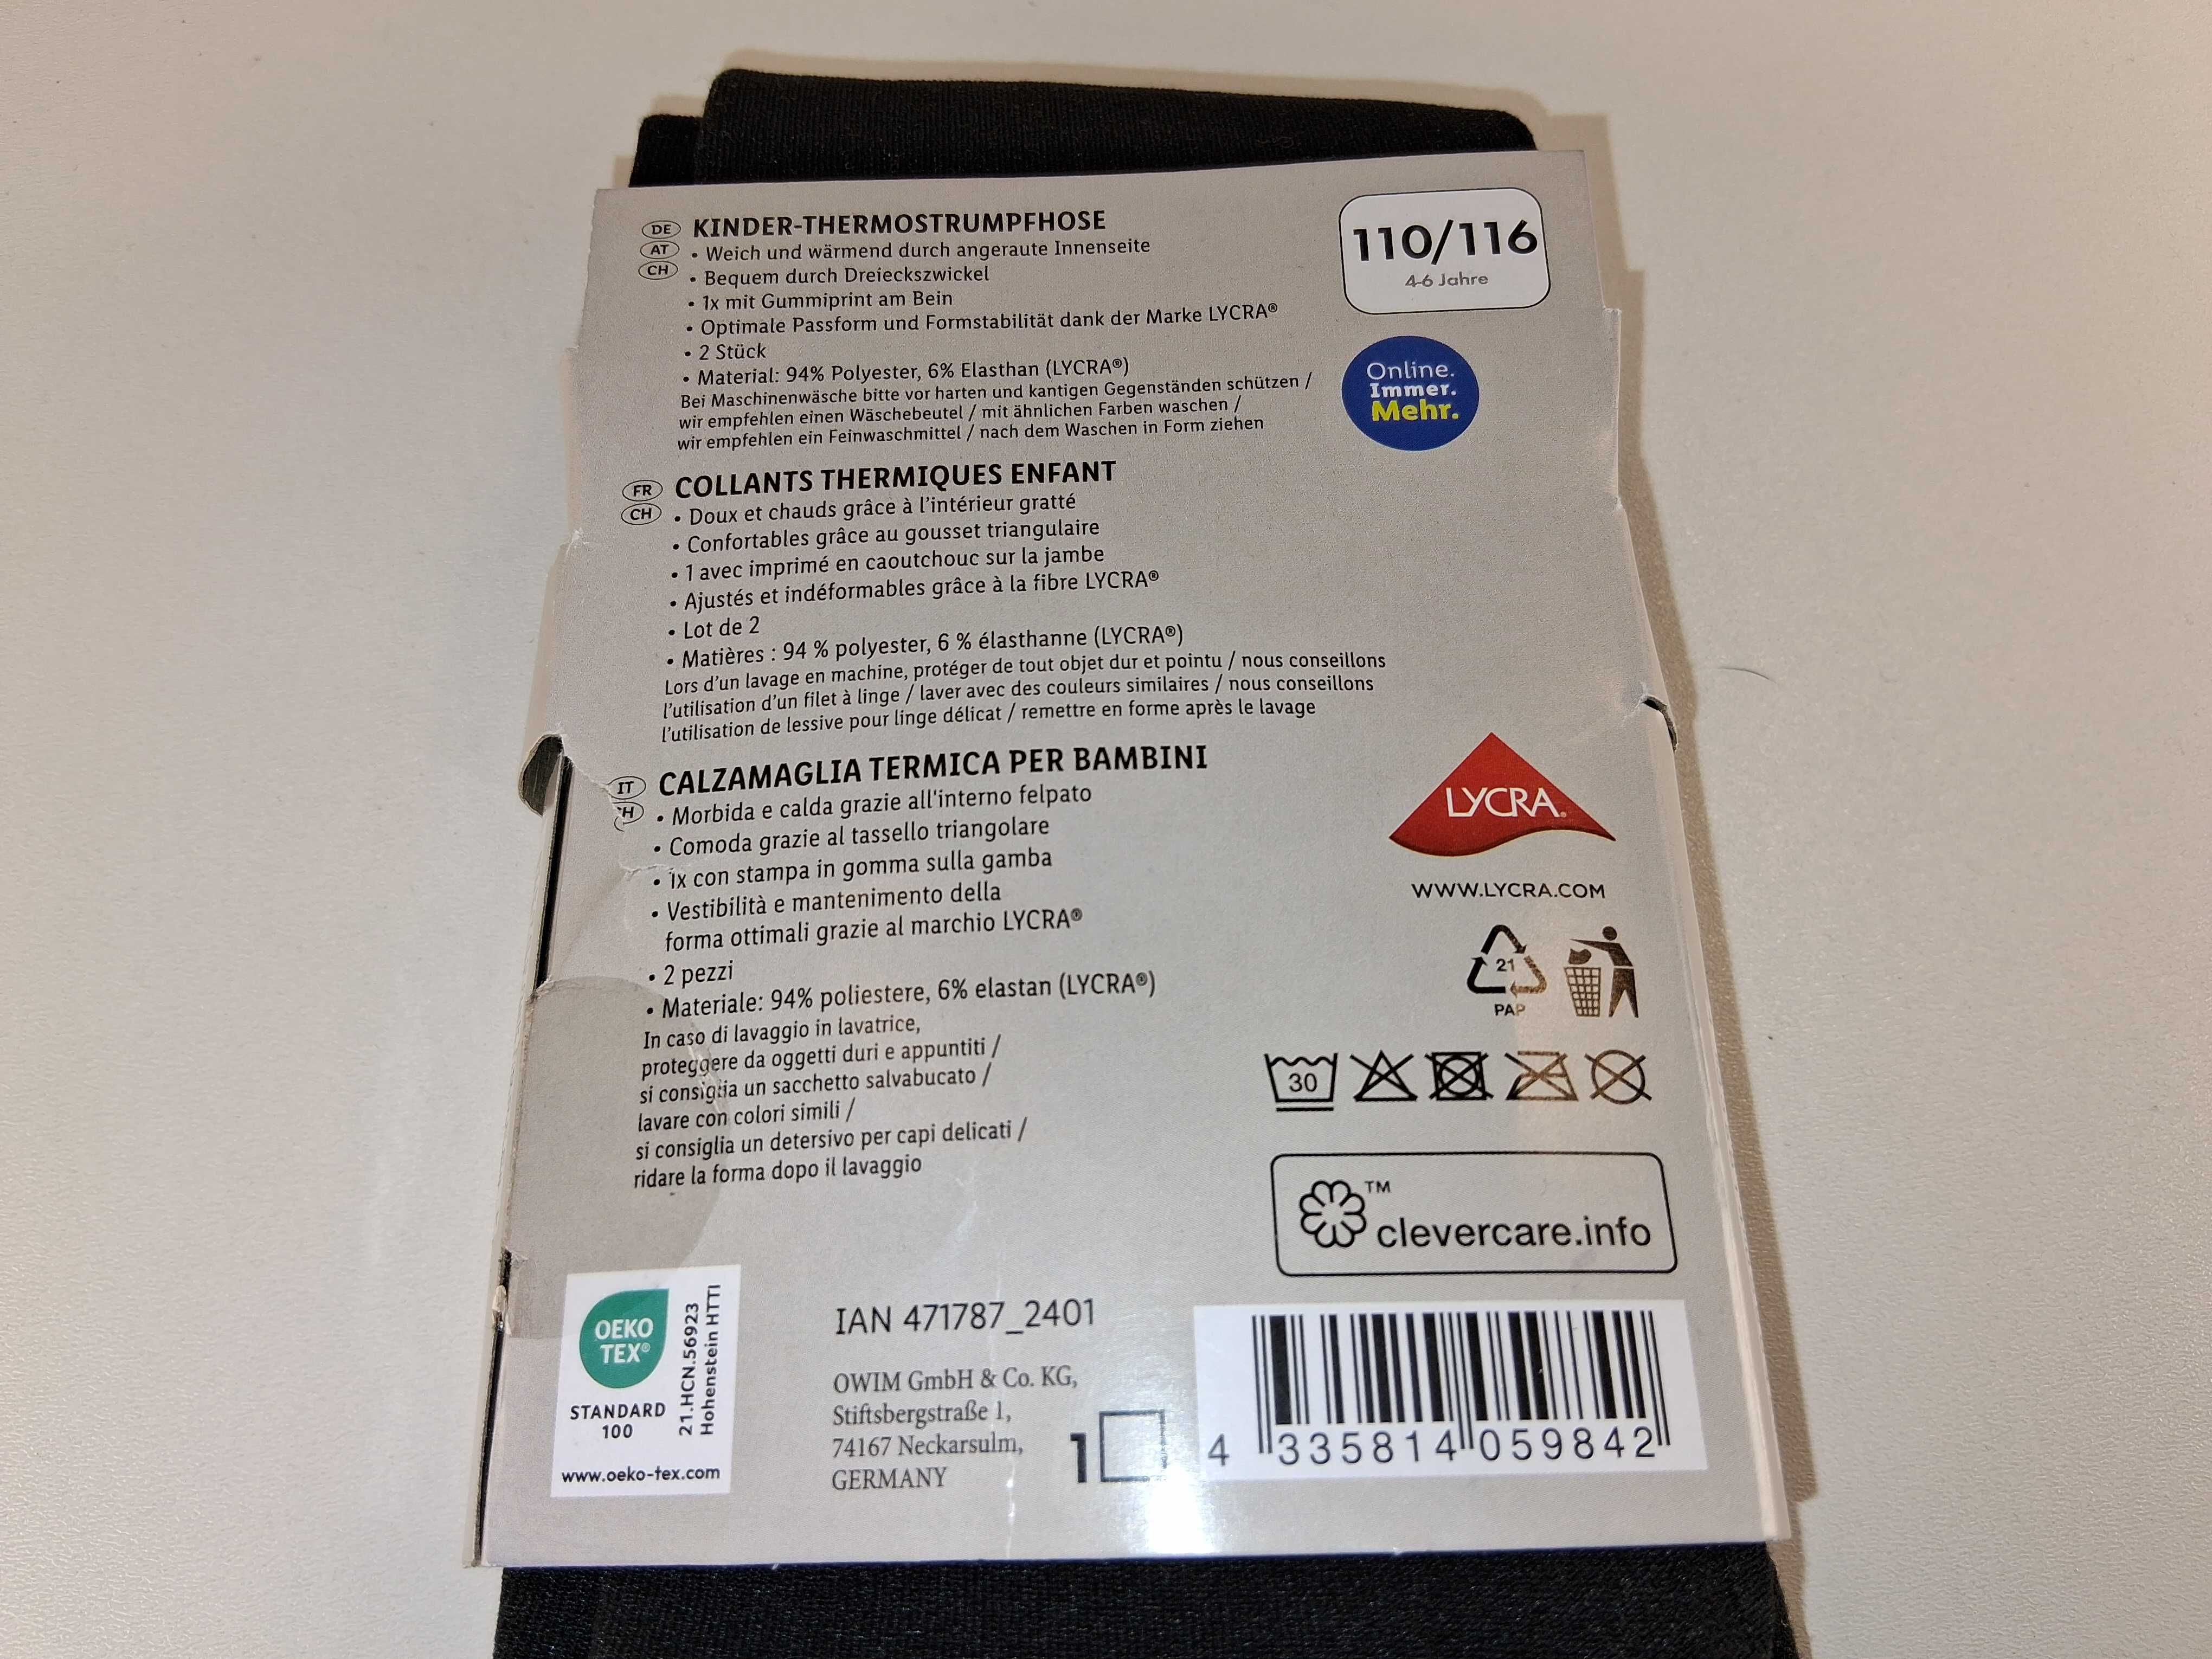 DE AT CH
KINDER-THERMOSTRUMPFHOSE
• Weich und wärmend durch angeraute Innenseite
• Bequem durch Dreieckszwickel
• 1x mit Gummiprint am Bein
• Optimale Passform und Formstabilität dank der Marke LYCRA®
• 2 Stück
• Material: 94% Polyester, 6% Elasthan (LYCRA®)
Bei Maschinenwäsche bitte vor harten und kantigen Gegenständen schützen /
wir empfehlen einen Wäschebeutel / mit ähnlichen Farben waschen /
wir empfehlen ein Feinwaschmittel / nach dem Waschen in Form ziehen
110/116
4-6 Jahre
Online.
Immer.
Mehr.
FR CH
COLLANTS THERMIQUES ENFANT
• Doux et chauds grâce à l'intérieur gratté
• Confortables grâce au gousset triangulaire
• 1 avec imprimé en caoutchouc sur la jambe
• Ajustés et indéformables grâce à la fibre LYCRA®
• Lot de 2
• Matières : 94 % polyester, 6 % élasthanne (LYCRA®)
Lors d'un lavage en machine, protéger de tout objet dur et pointu / nous conseillons
l'utilisation d'un filet à linge / laver avec des couleurs similaires / nous conseillons
l'utilisation de lessive pour linge délicat / remettre en forme après le lavage
IT
CALZAMAGLIA TERMICA PER BAMBINI
• Morbida e calda grazie all'interno felpato
• Comoda grazie al tassello triangolare
• 1x con stampa in gomma sulla gamba
• Vestibilità e mantenimento della
forma ottimali grazie al marchio LYCRA®
• 2 pezzi
• Materiale: 94% poliestere, 6% elastan (LYCRA®)
In caso di lavaggio in lavatrice,
proteggere da oggetti duri e appuntiti /
si consiglia un sacchetto salvabucato /
lavare con colori simili /
si consiglia un detersivo per capi delicati /
ridare la forma dopo il lavaggio
LYCRA®
WWW.LYCRA.COM
21
PAP
30
™
clevercare.info
OEKO
TEX®
STANDARD
100
21.HCN.56923
Hohenstein HTTI
www.oeko-tex.com
IAN 471787_2401
OWIM GmbH & Co. KG,
Stiftsbergstraße 1,
74167 Neckarsulm,
GERMANY
1
4 335814 059842